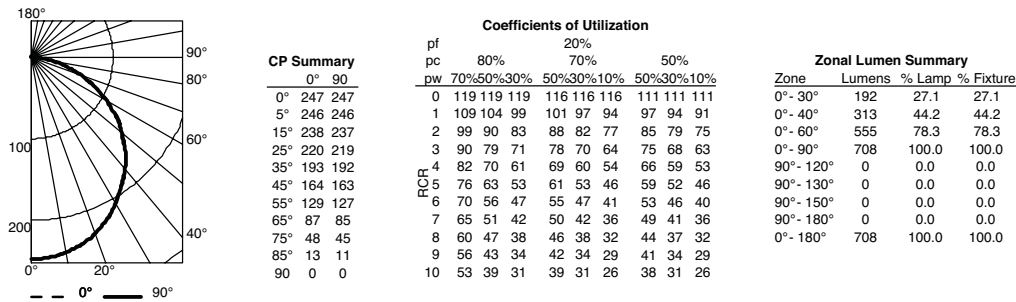 180°
90°
80°
60°
100
200
40°
0° 20°
0° 90°
CP Summary
0° 90
0° 247 247
5° 246 246
15° 238 237
25° 220 219
35° 193 192
45° 164 163
55° 129 127
65° 87 85
75° 48 45
85° 13 11
90 0 0
Coefficients of Utilization
pf 20%
pc 80% 70% 50%
pw 70%50%30% 50%30%10% 50%30%10%
RCR
0 119 119 119 116 116 116 111 111 111
1 109 104 99 101 97 94 97 94 91
2 99 90 83 88 82 77 85 79 75
3 90 79 71 78 70 64 75 68 63
4 82 70 61 69 60 54 66 59 53
5 76 63 53 61 53 46 59 52 46
6 70 56 47 55 47 41 53 46 40
7 65 51 42 50 42 36 49 41 36
8 60 47 38 46 38 32 44 37 32
9 56 43 34 42 34 29 41 34 29
10 53 39 31 39 31 26 38 31 26
Zonal Lumen Summary
Zone Lumens % Lamp % Fixture
0°- 30° 192 27.1 27.1
0°- 40° 313 44.2 44.2
0°- 60° 555 78.3 78.3
0°- 90° 708 100.0 100.0
90°- 120° 0 0.0 0.0
90°- 130° 0 0.0 0.0
90°- 150° 0 0.0 0.0
90°- 180° 0 0.0 0.0
0°- 180° 708 100.0 100.0